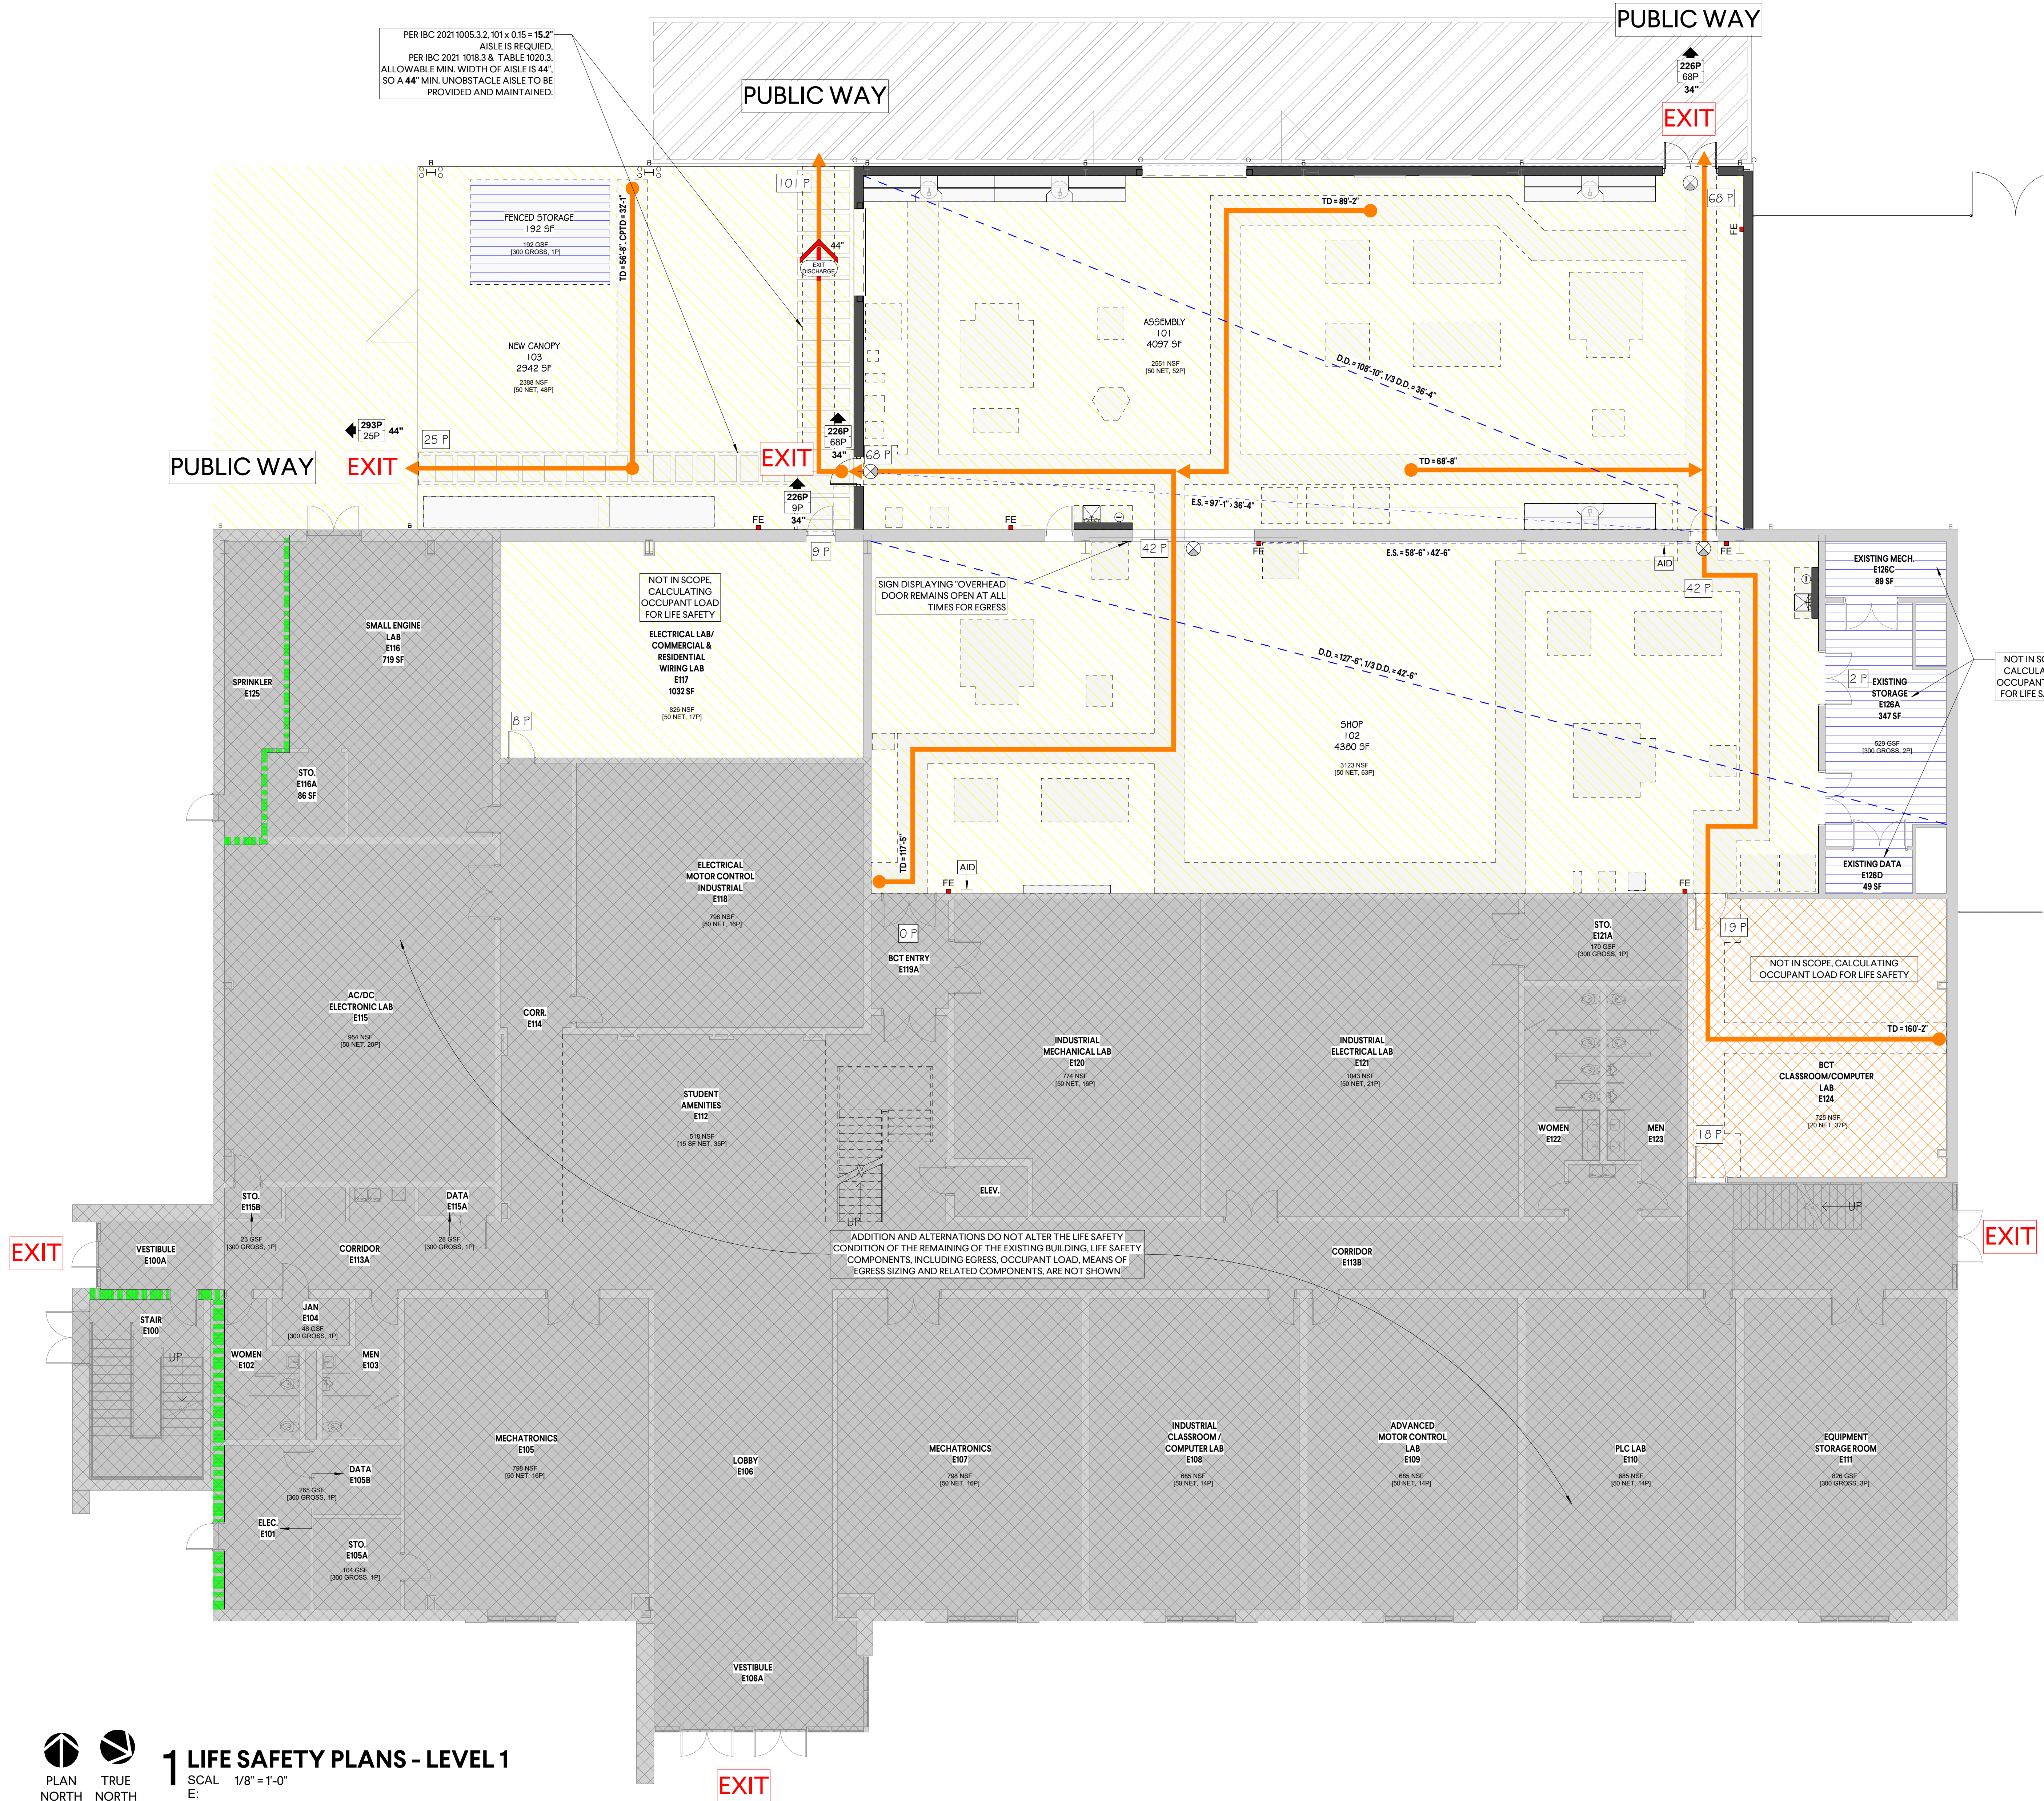 PUBLIC WAY
226P
68P
34"
EXIT
PER IBC 2021 1005.3.2, 101 x 0.15 = 15.2"
AISLE IS REQUIED,
PER IBC 2021 1018.3 & TABLE 1020.3,
ALLOWABLE MIN. WIDTH OF AISLE IS 44",
SO A 44" MIN. UNOBSTACLE AISLE TO BE
PROVIDED AND MAINTAINED.
PUBLIC WAY
101 P
68 P
FE
TD = 89'-2"
FENCED STORAGE
192 SF
192 GSF
[300 GROSS, 1P]
TD = 56'-8", CPTD = 32'-1"
44"
EXIT
DISCHARGE
ASSEMBLY
101
4097 SF
2551 NSF
[50 NET, 52P]
NEW CANOPY
103
2942 SF
2388 NSF
[50 NET, 48P]
D.D. = 108'-10", 1/3 D.D. = 36'-4"
293P
25P
44"
25 P
PUBLIC WAY
EXIT
EXIT
226P
68P
34"
68 P
TD = 68'-8"
226P
9P
34"
E.S. = 97'-1" > 36'-4"
FE
FE
9 P
42 P
FE
E.S. = 58'-6" > 42'-6"
AID
FE
42 P
SIGN DISPLAYING "OVERHEAD
DOOR REMAINS OPEN AT ALL
TIMES FOR EGRESS
NOT IN SCOPE,
CALCULATING
OCCUPANT LOAD
FOR LIFE SAFETY
ELECTRICAL LAB/
COMMERCIAL &
RESIDENTIAL
WIRING LAB
E117
1032 SF
826 NSF
[50 NET, 17P]
8 P
SMALL ENGINE
LAB
E116
719 SF
SPRINKLER
E125
STO.
E116A
86 SF
EXISTING MECH.
E126C
89 SF
NOT IN SC
CALCULA
OCCUPANT
FOR LIFE SA
2 P
EXISTING
STORAGE
E126A
347 SF
529 GSF
[300 GROSS, 2P]
D.D. = 127'-6", 1/3 D.D. = 42'-6"
SHOP
102
4380 SF
3123 NSF
[50 NET, 63P]
TD = 117'-5"
AID
FE
FE
EXISTING DATA
E126D
49 SF
ELECTRICAL
MOTOR CONTROL
INDUSTRIAL
E118
798 NSF
[50 NET, 16P]
0 P
BCT ENTRY
E119A
STO.
E121A
170 GSF
[300 GROSS, 1P]
19 P
NOT IN SCOPE, CALCULATING
OCCUPANT LOAD FOR LIFE SAFETY
AC/DC
ELECTRONIC LAB
E115
954 NSF
[50 NET, 20P]
CORR.
E114
INDUSTRIAL
MECHANICAL LAB
E120
774 NSF
[50 NET, 16P]
INDUSTRIAL
ELECTRICAL LAB
E121
1043 NSF
[50 NET, 21P]
TD = 160'-2"
BCT
CLASSROOM/COMPUTER
LAB
E124
725 NSF
[20 NET, 37P]
STUDENT
AMENITIES
E112
518 NSF
[15 SF NET, 35P]
WOMEN
E122
MEN
E123
18 P
ELEV.
UP
UP
STO.
E115B
23 GSF
[300 GROSS, 1P]
DATA
E115A
28 GSF
[300 GROSS, 1P]
ADDITION AND ALTERNATIONS DO NOT ALTER THE LIFE SAFETY
CONDITION OF THE REMAINING OF THE EXISTING BUILDING, LIFE SAFETY
COMPONENTS, INCLUDING EGRESS, OCCUPANT LOAD, MEANS OF
EGRESS SIZING AND RELATED COMPONENTS, ARE NOT SHOWN
EXIT
VESTIBULE
E100A
CORRIDOR
E113A
CORRIDOR
E113B
EXIT
STAIR
E100
UP
JAN
E104
48 GSF
[300 GROSS, 1P]
WOMEN
E102
MEN
E103
MECHATRONICS
E105
798 NSF
[50 NET, 16P]
DATA
E105B
265 GSF
[300 GROSS, 1P]
ELEC.
E101
STO.
E105A
104 GSF
[300 GROSS, 1P]
LOBBY
E106
MECHATRONICS
E107
798 NSF
[50 NET, 16P]
INDUSTRIAL
CLASSROOM /
COMPUTER LAB
E108
685 NSF
[50 NET, 14P]
ADVANCED
MOTOR CONTROL
LAB
E109
685 NSF
[50 NET, 14P]
PLC LAB
E110
685 NSF
[50 NET, 14P]
EQUIPMENT
STORAGE ROOM
E111
826 GSF
[300 GROSS, 3P]
VESTIBULE
E106A
EXIT
PLAN
NORTH
TRUE
NORTH
1 LIFE SAFETY PLANS - LEVEL 1
SCAL 1/8" = 1'-0"
E: